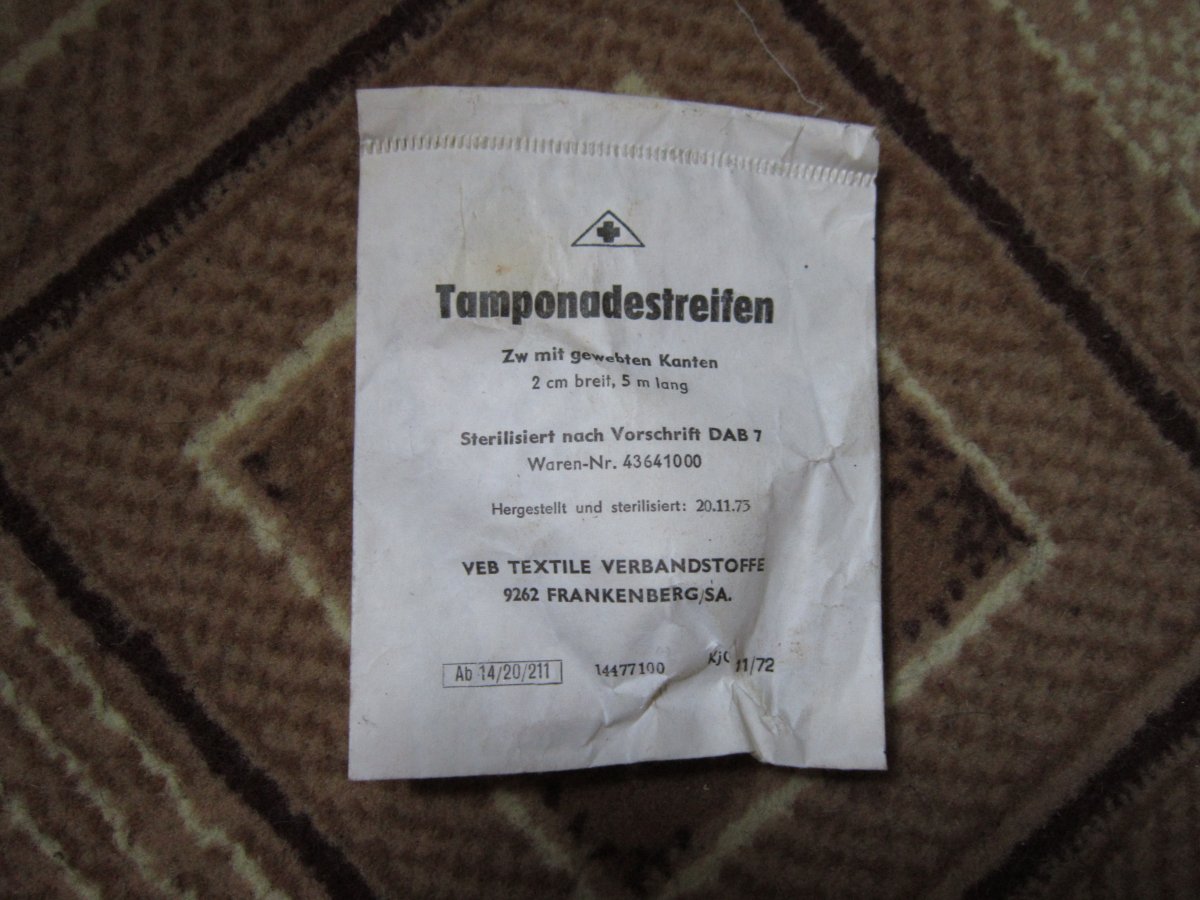 Tamponadestreifen
Zw mit gewebten Kanten
2 cm breit, 5 m lang
Sterilisiert nach Vorschrift DAB 7
Waren-Nr. 43641000
Hergestellt und sterilisiert: 20.11.73
VEB TEXTILE VERBANDSTOFFE
9262 FRANKENBERG/SA.
Ab 14/20/211 14477100 11/72